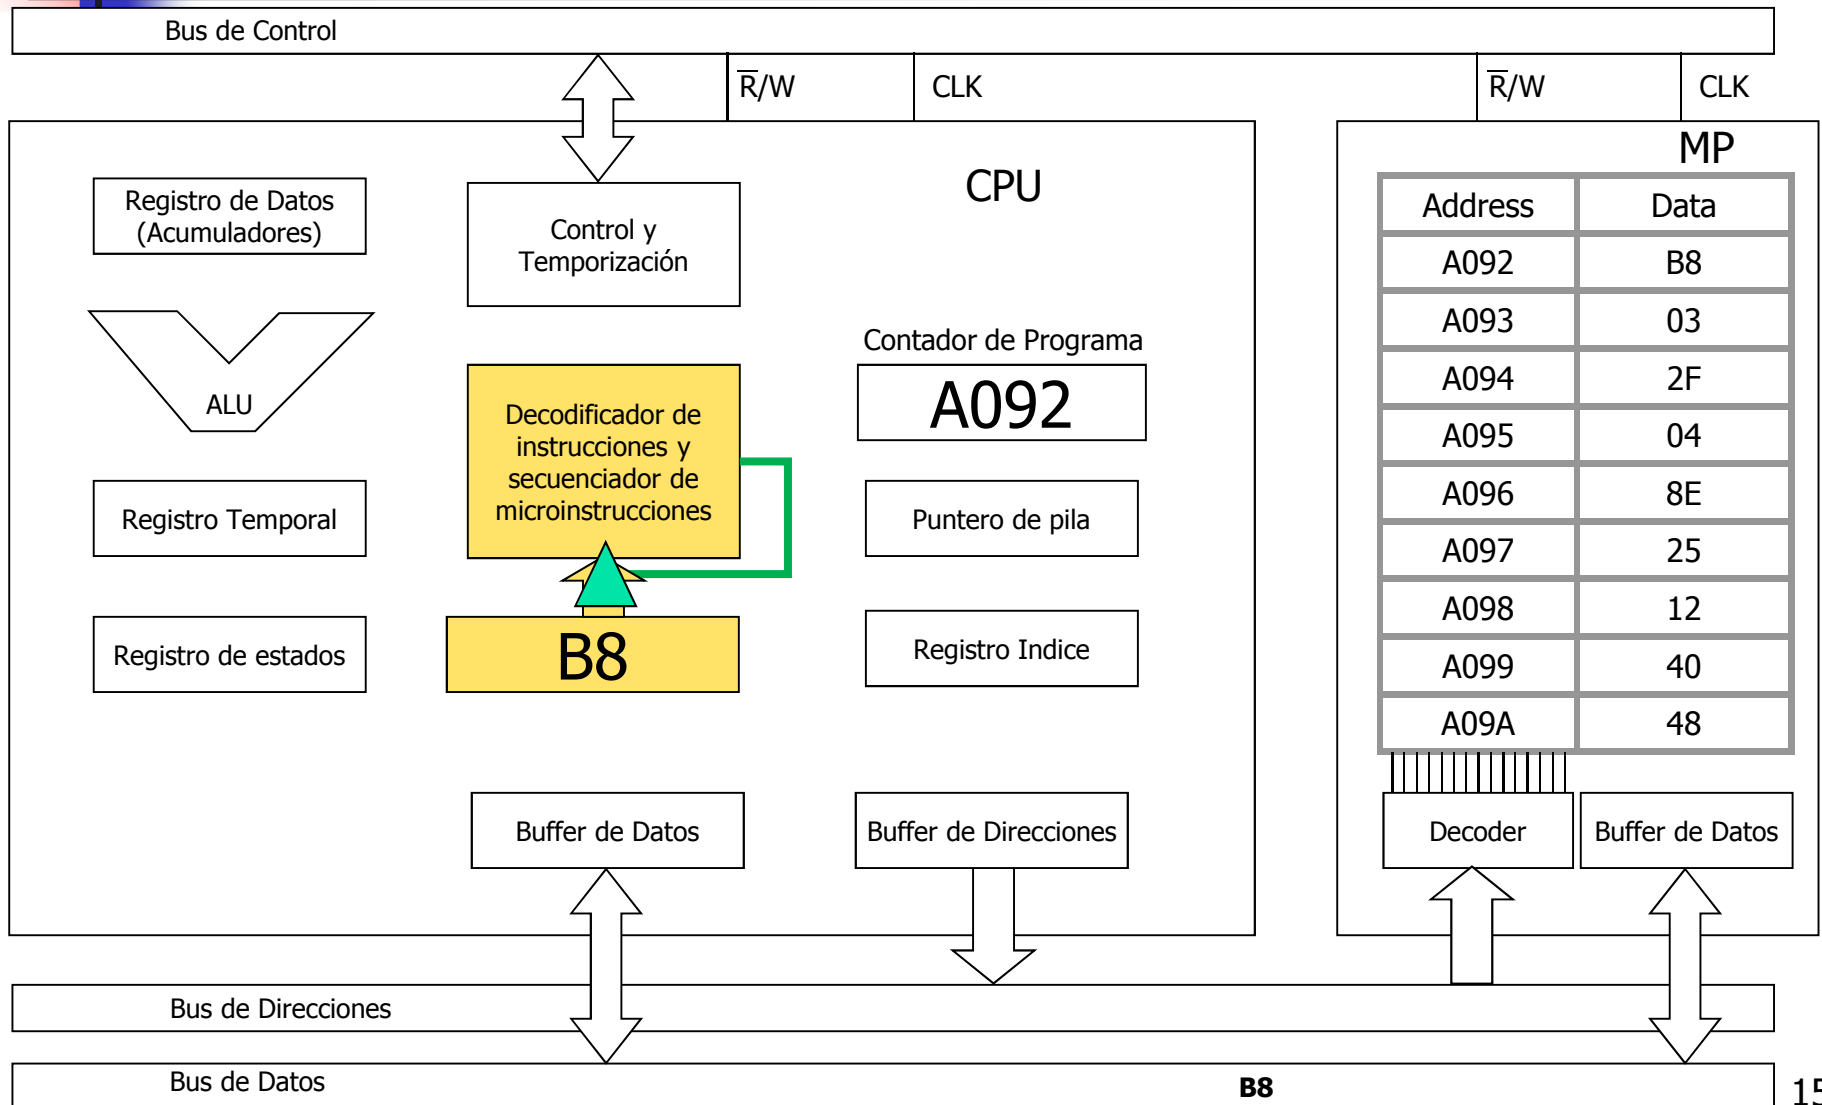 Bus de Control
R̅/W
CLK
R̅/W
CLK
CPU
MP
Registro de Datos
(Acumuladores)
Control y
Temporización
ALU
Decodificador de
instrucciones y
secuenciador de
microinstrucciones
Contador de Programa
A092
Registro Temporal
Puntero de pila
Registro de estados
B8
Registro Indice
Address Data
A092 B8
A093 03
A094 2F
A095 04
A096 8E
A097 25
A098 12
A099 40
A09A 48
Buffer de Datos
Buffer de Direcciones
Decoder
Buffer de Datos
Bus de Direcciones
Bus de Datos
B8